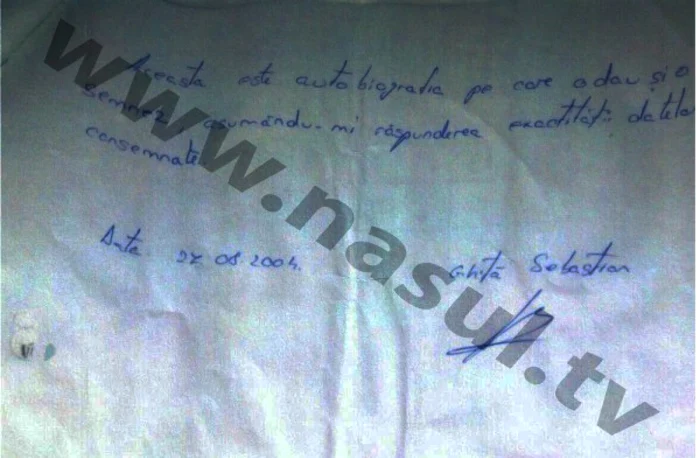 Aceasta este autobiografia pe care o dau și o
semnez, asumându-mi răspunderea exactității datelor
consemnate
Data 27 08 2004.
Ghiță Sebastian
www.nasul.tv